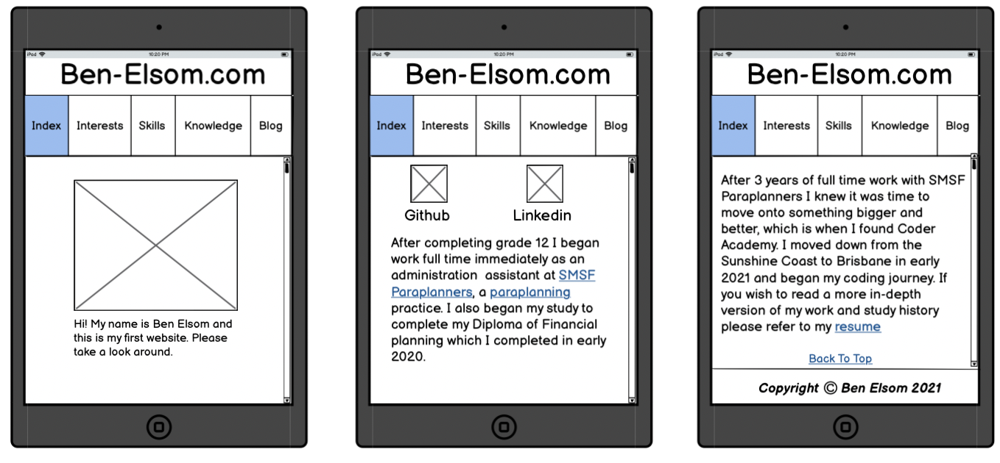 iPad 10:20 PM
Ben-Elsom.com
Index Interests Skills Knowledge Blog
Hi! My name is Ben Elsom and
this is my first website. Please
take a look around.
iPad 10:20 PM
Ben-Elsom.com
Index Interests Skills Knowledge Blog
Github Linkedin
After completing grade 12 I began
work full time immediately as an
administration assistant at SMSF
Paraplanners, a paraplanning
practice. I also began my study to
complete my Diploma of Financial
planning which I completed in early
2020.
iPad 10:20 PM
Ben-Elsom.com
Index Interests Skills Knowledge Blog
After 3 years of full time work with SMSF
Paraplanners I knew it was time to
move onto something bigger and
better, which is when I found Coder
Academy. I moved down from the
Sunshine Coast to Brisbane in early
2021 and began my coding journey. If
you wish to read a more in-depth
version of my work and study history
please refer to my resume
Back To Top
Copyright © Ben Elsom 2021